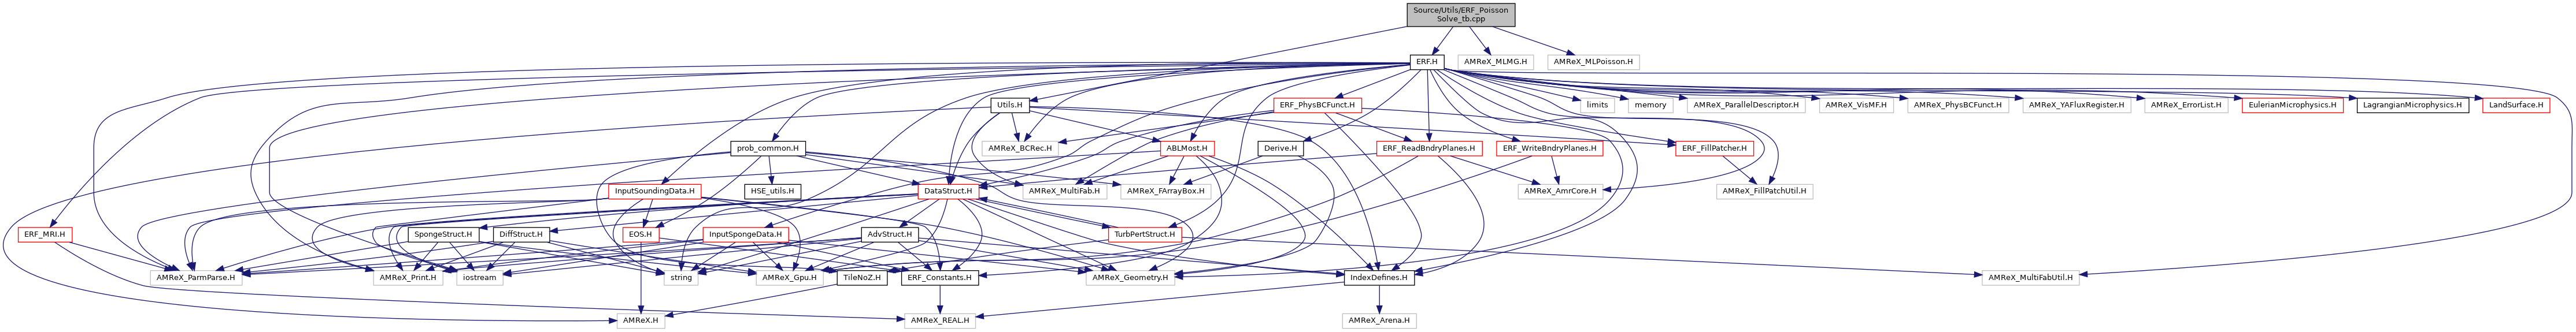 Source/Utils/ERF_Poisson
Solve_tb.cpp
ERF.H
AMReX_MLMG.H
AMReX_MLPoisson.H
Utils.H
ERF_PhysBCFunct.H
limits
memory
AMReX_ParallelDescriptor.H
AMReX_VisMF.H
AMReX_PhysBCFunct.H
AMReX_YAFluxRegister.H
AMReX_ErrorList.H
EulerianMicrophysics.H
LagrangianMicrophysics.H
LandSurface.H
prob_common.H
AMReX_BCRec.H
ABLMost.H
Derive.H
ERF_ReadBndryPlanes.H
ERF_WriteBndryPlanes.H
ERF_FillPatcher.H
InputSoundingData.H
HSE_utils.H
DataStruct.H
AMReX_MultiFab.H
AMReX_FArrayBox.H
AMReX_AmrCore.H
AMReX_FillPatchUtil.H
ERF_MRI.H
SpongeStruct.H
DiffStruct.H
EOS.H
InputSpongeData.H
AdvStruct.H
TurbPertStruct.H
AMReX_ParmParse.H
AMReX_Print.H
iostream
string
AMReX_Gpu.H
TileNoZ.H
ERF_Constants.H
AMReX_Geometry.H
IndexDefines.H
AMReX_MultiFabUtil.H
AMReX.H
AMReX_REAL.H
AMReX_Arena.H